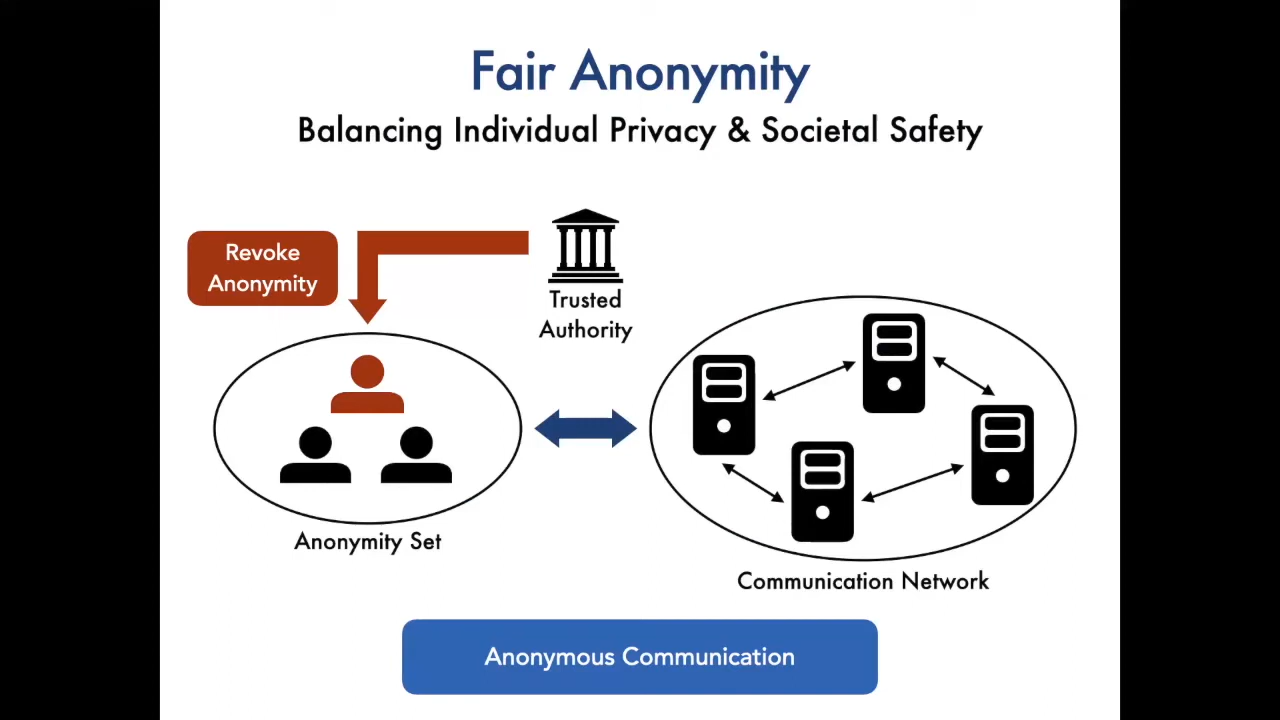 Fair Anonymity
Balancing Individual Privacy & Societal Safety
Revoke
Anonymity
Trusted
Authority
Anonymity Set
Communication Network
Anonymous Communication